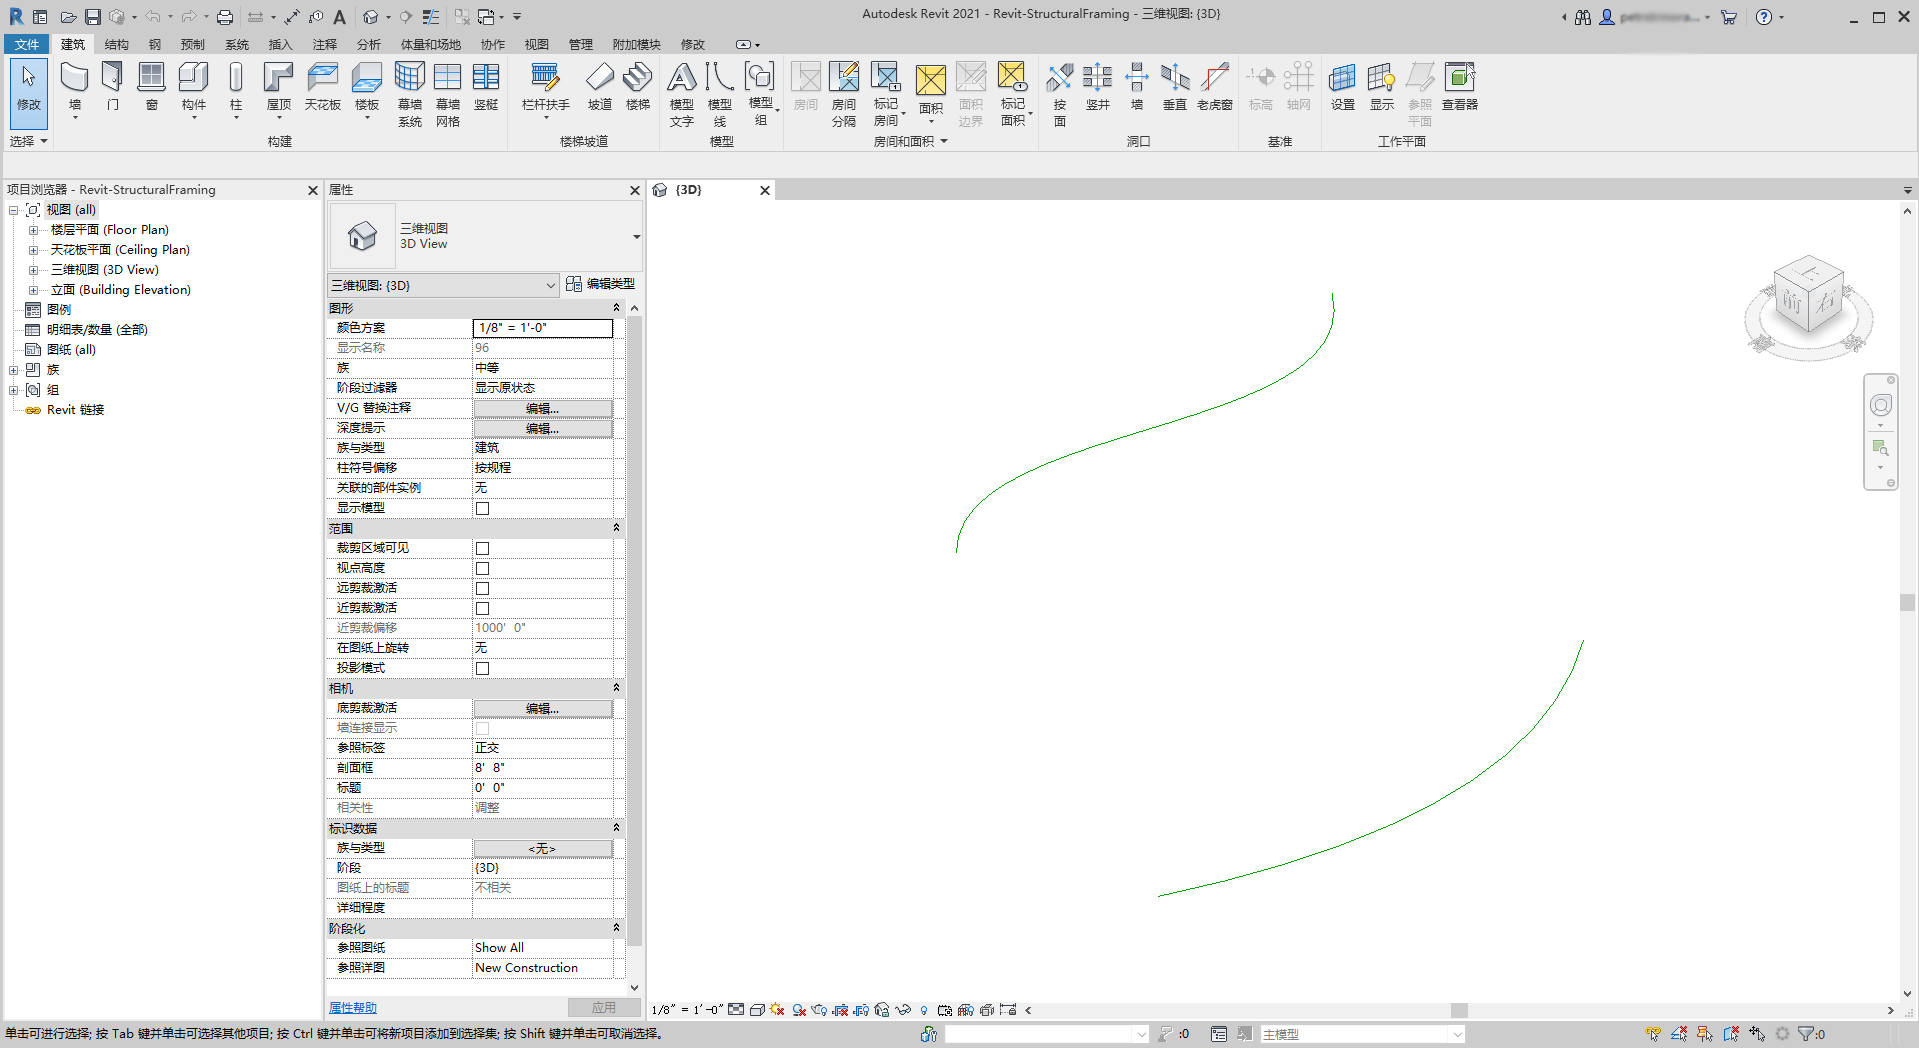 Autodesk Revit 2021 - Revit-StructuralFraming - 三维视图: {3D}
文件 建筑 结构 钢 预制 系统 插入 注释 分析 体量和场地 协作 视图 管理 附加模块 修改
修改 墙 门 窗 构件 柱 屋顶 天花板 楼板 幕墙 系统 幕墙 网格 竖梃 栏杆扶手 坡道 楼梯 模型 文字 模型 线 模型 组 房间 房间 分隔 标记 房间 面积 面积 边界 标记 面积 按 面 竖井 墙 垂直 老虎窗 标高 轴网 设置 显示 参照 平面 查看器
选择 构建 楼梯坡道 模型 房间和面积 洞口 基准 工作平面
项目浏览器 - Revit-StructuralFraming
视图 (all)
楼层平面 (Floor Plan)
天花板平面 (Ceiling Plan)
三维视图 (3D View)
立面 (Building Elevation)
图例
明细表/数量 (全部)
图纸 (all)
族
组
Revit 链接
属性
三维视图
3D View
三维视图: {3D} 编辑类型
图形
颜色方案 1/8" = 1'-0"
显示名称 96
族 中等
阶段过滤器 显示原状态
V/G 替换注释 编辑...
深度提示 编辑...
族与类型 建筑
柱符号偏移 按规程
关联的部件实例 无
显示模型
范围
裁剪区域可见
视点高度
远剪裁激活
近剪裁激活
近剪裁偏移 1000' 0"
在图纸上旋转 无
投影模式
相机
底剪裁激活 编辑...
墙连接显示
参照标签 正交
剖面框 8' 8"
标题 0' 0"
相关性 调整
标识数据
族与类型 <无>
阶段 {3D}
图纸上的标题 不相关
详细程度
阶段化
参照图纸 Show All
参照详图 New Construction
属性帮助 应用
{3D}
上 前 右
1/8" = 1'-0"
单击可进行选择; 按 Tab 键并单击可选择其他项目; 按 Ctrl 键并单击可将新项目添加到选择集; 按 Shift 键并单击可取消选择。
:0 主模型 :0